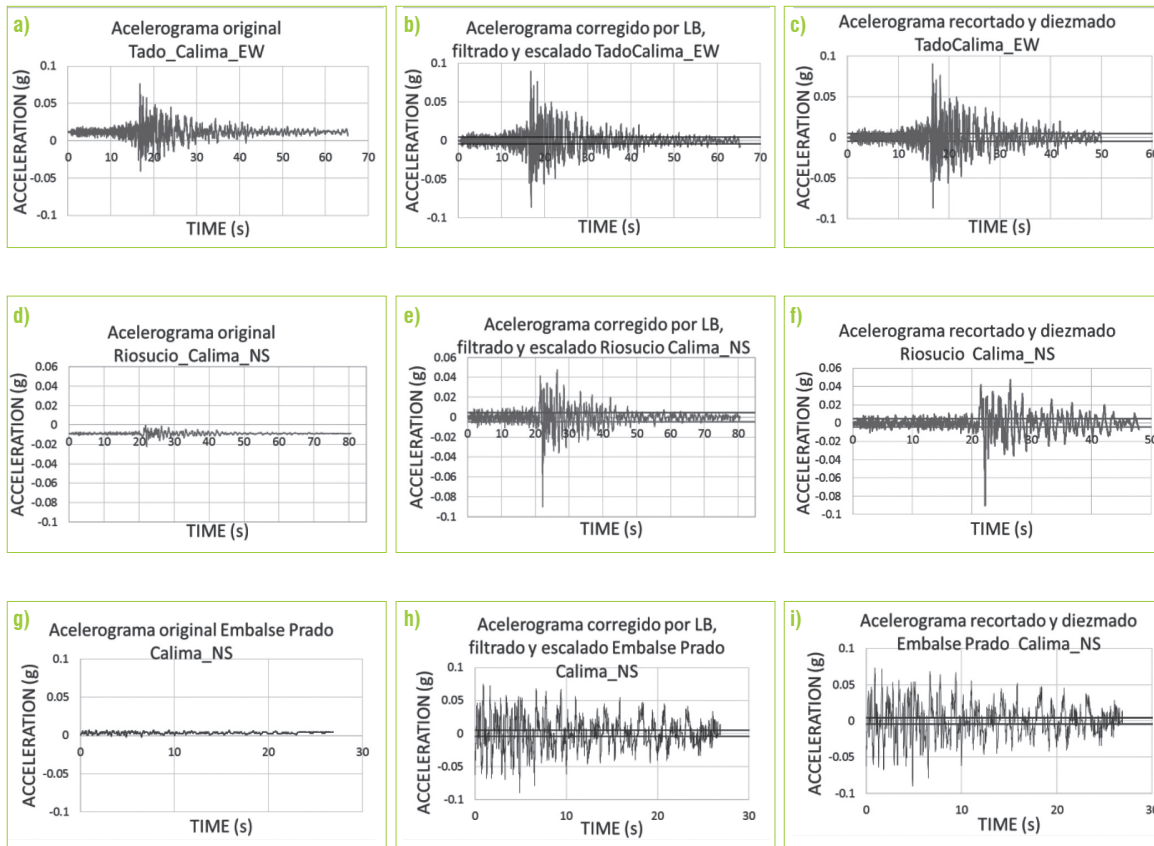 a)
Acelerograma original
Tado_Calima_EW
ACCELERATION (g)
0.1
0.05
0
-0.05
-0.1
0 10 20 30 40 50 60 70
TIME (s)
b)
Acelerograma corregido por LB,
filtrado y escalado TadoCalima_EW
ACCELERATION (g)
0.1
0.05
0
-0.05
-0.1
0 10 20 30 40 50 60 70
TIME (s)
c)
Acelerograma recortado y diezmado
TadoCalima_EW
ACCELERATION (g)
0.1
0.05
0
-0.05
-0.1
0 10 20 30 40 50 60
TIME (s)
d)
Acelerograma original
Riosucio_Calima_NS
ACCELERATION (g)
0.06
0.04
0.02
0
-0.02
-0.04
-0.06
-0.08
-0.1
0 10 20 30 40 50 60 70 80
TIME (s)
e)
Acelerograma corregido por LB,
filtrado y escalado Riosucio Calima_NS
ACCELERATION (g)
0.06
0.04
0.02
0
-0.02
-0.04
-0.06
-0.08
-0.1
0 10 20 30 40 50 60 70 80
TIME (s)
f)
Acelerograma recortado y diezmado
Riosucio Calima_NS
ACCELERATION (g)
0.06
0.04
0.02
0
-0.02
-0.04
-0.06
-0.08
-0.1
0 10 20 30 40 50
TIME (s)
g)
Acelerograma original Embalse Prado
Calima_NS
ACCELERATION (g)
0.1
0.05
0
-0.05
-0.1
0 10 20 30
TIME (s)
h)
Acelerograma corregido por LB,
filtrado y escalado Embalse Prado
Calima_NS
ACCELERATION (g)
0.1
0.05
0
-0.05
-0.1
0 10 20 30
TIME (s)
i)
Acelerograma recortado y diezmado
Embalse Prado Calima_NS
ACCELERATION (g)
0.1
0.05
0
-0.05
-0.1
0 10 20 30
TIME (s)